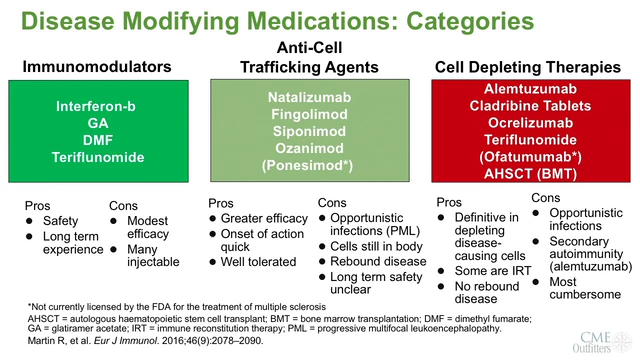 Disease Modifying Medications: Categories
Immunomodulators
Interferon-b
GA
DMF
Teriflunomide
Pros
● Safety
● Long term
experience
Cons
● Modest
efficacy
● Many
injectable
Anti-Cell
Trafficking Agents
Natalizumab
Fingolimod
Siponimod
Ozanimod
(Ponesimod*)
Pros
● Greater efficacy
● Onset of action
quick
● Well tolerated
Cons
● Opportunistic
infections (PML)
● Cells still in body
● Rebound disease
● Long term safety
unclear
Cell Depleting Therapies
Alemtuzumab
Cladribine Tablets
Ocrelizumab
Teriflunomide
(Ofatumumab*)
AHSCT (BMT)
Pros
● Definitive in
depleting
disease-
causing cells
● Some are IRT
● No rebound
disease
Cons
● Opportunistic
infections
● Secondary
autoimmunity
(alemtuzumab)
● Most
cumbersome
*Not currently licensed by the FDA for the treatment of multiple sclerosis
AHSCT = autologous haematopoietic stem cell transplant; BMT = bone marrow transplantation; DMF = dimethyl fumarate;
GA = glatiramer acetate; IRT = immune reconstitution therapy; PML = progressive multifocal leukoencephalopathy.
Martin R, et al. Eur J Immunol. 2016;46(9):2078–2090.
CME
Outfitters